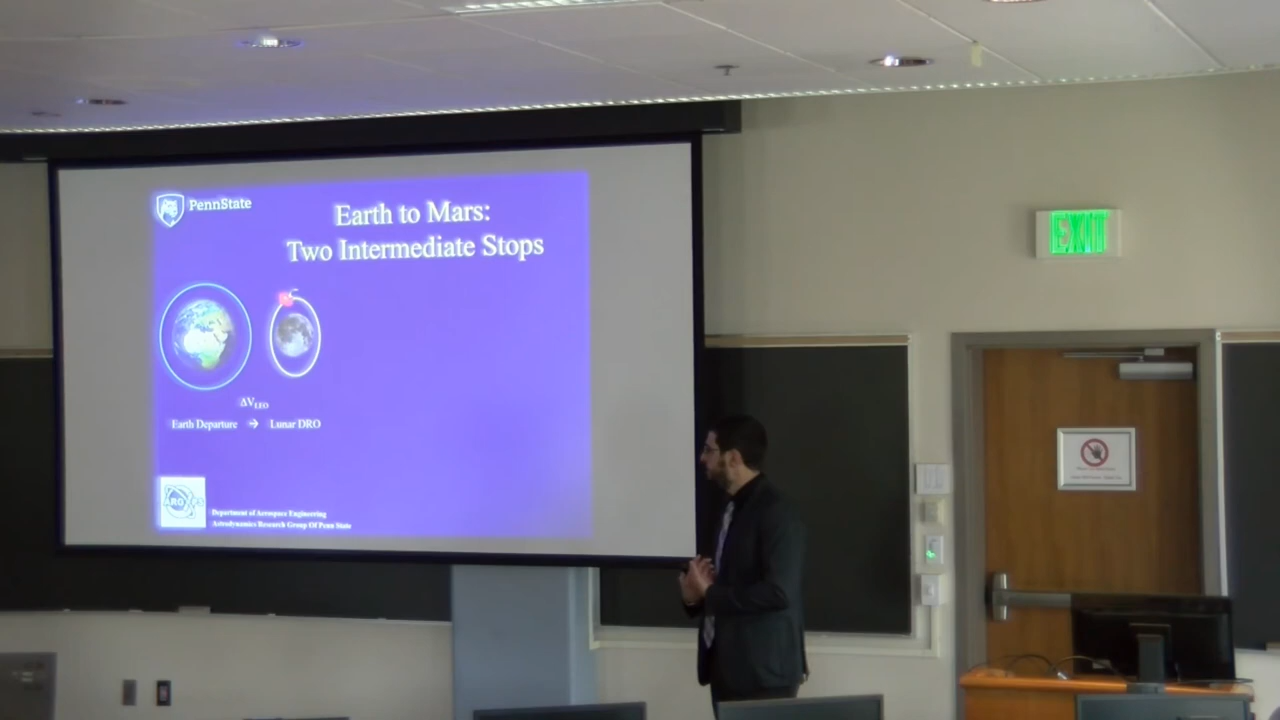 PennState
Earth to Mars:
Two Intermediate Stops
ΔV_LEO
Earth Departure → Lunar DRO
Department of Aerospace Engineering
Astrodynamics Research Group Of Penn State
EXIT